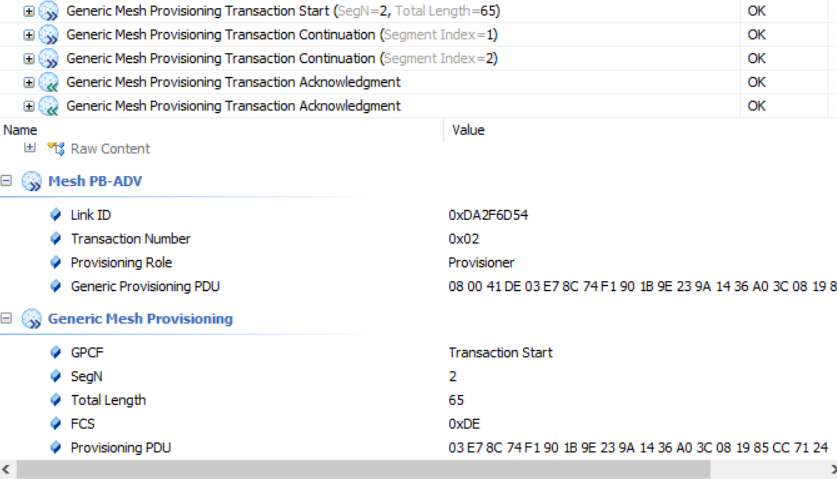 Generic Mesh Provisioning Transaction Start (SegN=2, Total Length=65) OK
Generic Mesh Provisioning Transaction Continuation (Segment Index=1) OK
Generic Mesh Provisioning Transaction Continuation (Segment Index=2) OK
Generic Mesh Provisioning Transaction Acknowledgment OK
Generic Mesh Provisioning Transaction Acknowledgment OK
Name Value
Raw Content
Mesh PB-ADV
Link ID 0xDA2F6D54
Transaction Number 0x02
Provisioning Role Provisioner
Generic Provisioning PDU 08 00 41 DE 03 E7 8C 74 F1 90 1B 9E 23 9A 14 36 A0 3C 08 19 8
Generic Mesh Provisioning
GPCF Transaction Start
SegN 2
Total Length 65
FCS 0xDE
Provisioning PDU 03 E7 8C 74 F1 90 1B 9E 23 9A 14 36 A0 3C 08 19 85 CC 71 24